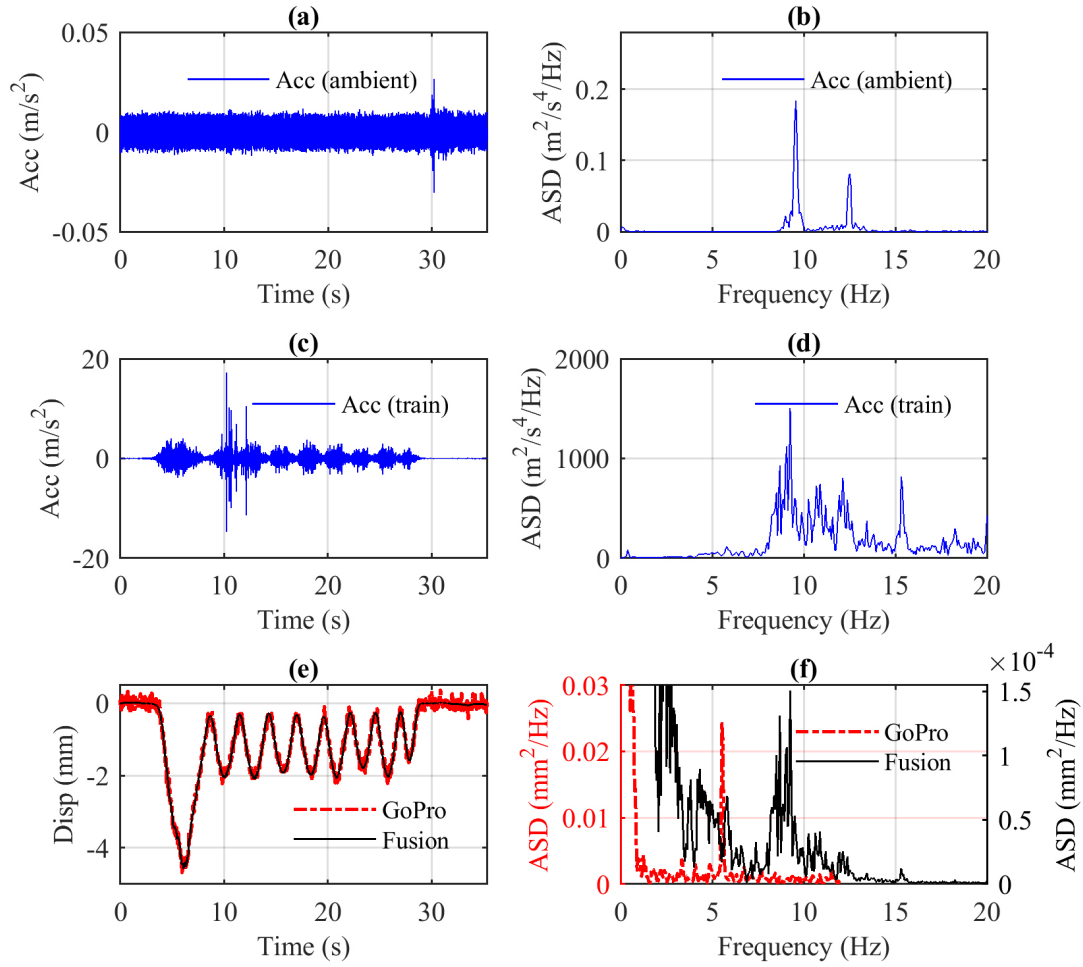 (a)
0.05
0
-0.05
Acc (m/s²)
Acc (ambient)
0 10 20 30
Time (s)
(b)
0.2
0.1
0
ASD (m²/s⁴/Hz)
Acc (ambient)
0 5 10 15 20
Frequency (Hz)
(c)
20
0
-20
Acc (m/s²)
Acc (train)
0 10 20 30
Time (s)
(d)
2000
1000
0
ASD (m²/s⁴/Hz)
Acc (train)
0 5 10 15 20
Frequency (Hz)
(e)
0
-2
-4
Disp (mm)
GoPro
Fusion
0 10 20 30
Time (s)
(f)
×10⁻⁴
0.03
0.02
0.01
0
ASD (mm²/Hz)
GoPro
Fusion
1.5
1
0.5
0
ASD (mm²/Hz)
0 5 10 15 20
Frequency (Hz)